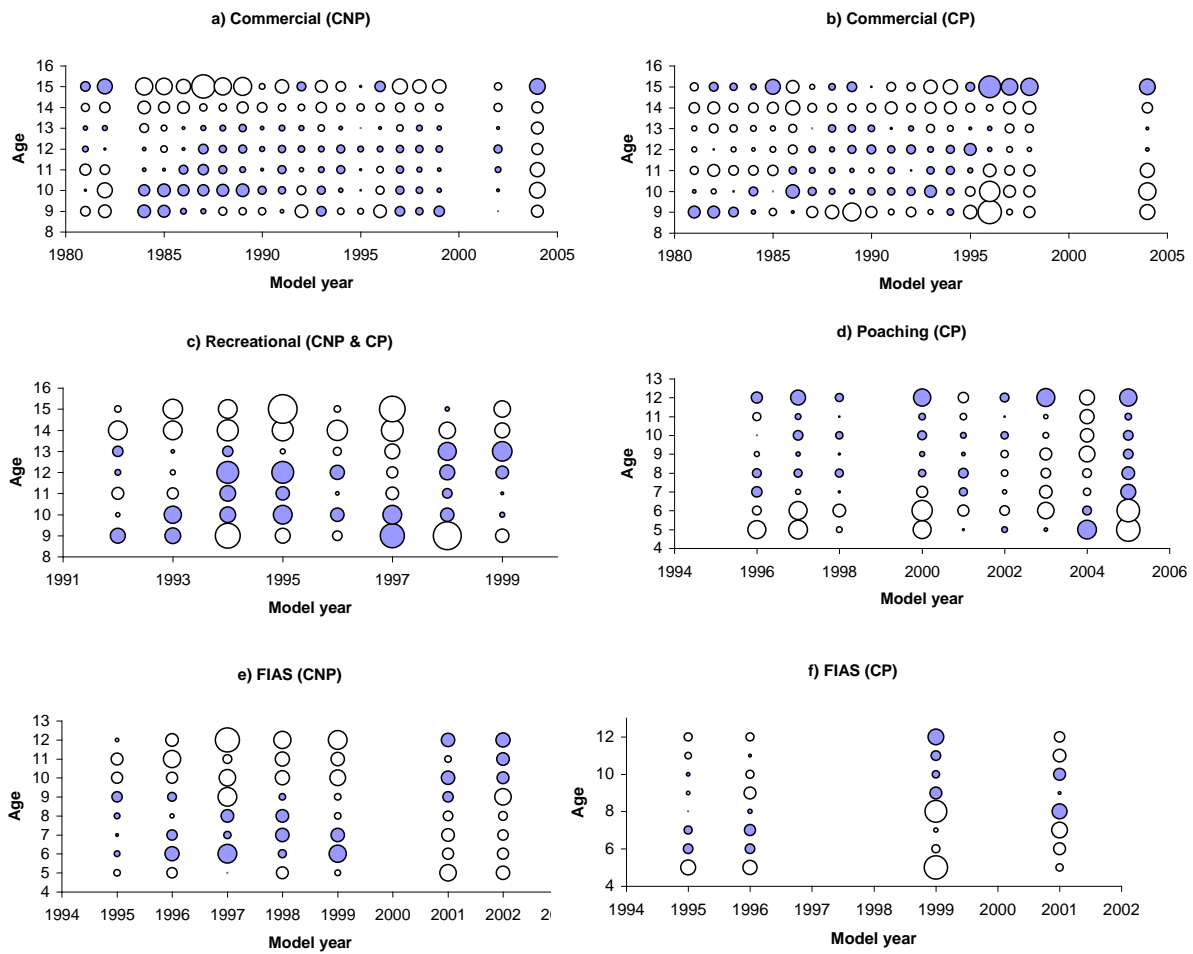 a) Commercial (CNP)
16
15
14
13
12
11
10
9
8
Age
1980 1985 1990 1995 2000 2005
Model year
b) Commercial (CP)
16
15
14
13
12
11
10
9
8
Age
1980 1985 1990 1995 2000 2005
Model year
c) Recreational (CNP & CP)
16
15
14
13
12
11
10
9
8
Age
1991 1993 1995 1997 1999
Model year
d) Poaching (CP)
13
12
11
10
9
8
7
6
5
4
Age
1994 1996 1998 2000 2002 2004 2006
Model year
e) FIAS (CNP)
13
12
11
10
9
8
7
6
5
4
Age
1994 1995 1996 1997 1998 1999 2000 2001 2002
Model year
f) FIAS (CP)
12
10
8
6
4
Age
1994 1995 1996 1997 1998 1999 2000 2001 2002
Model year